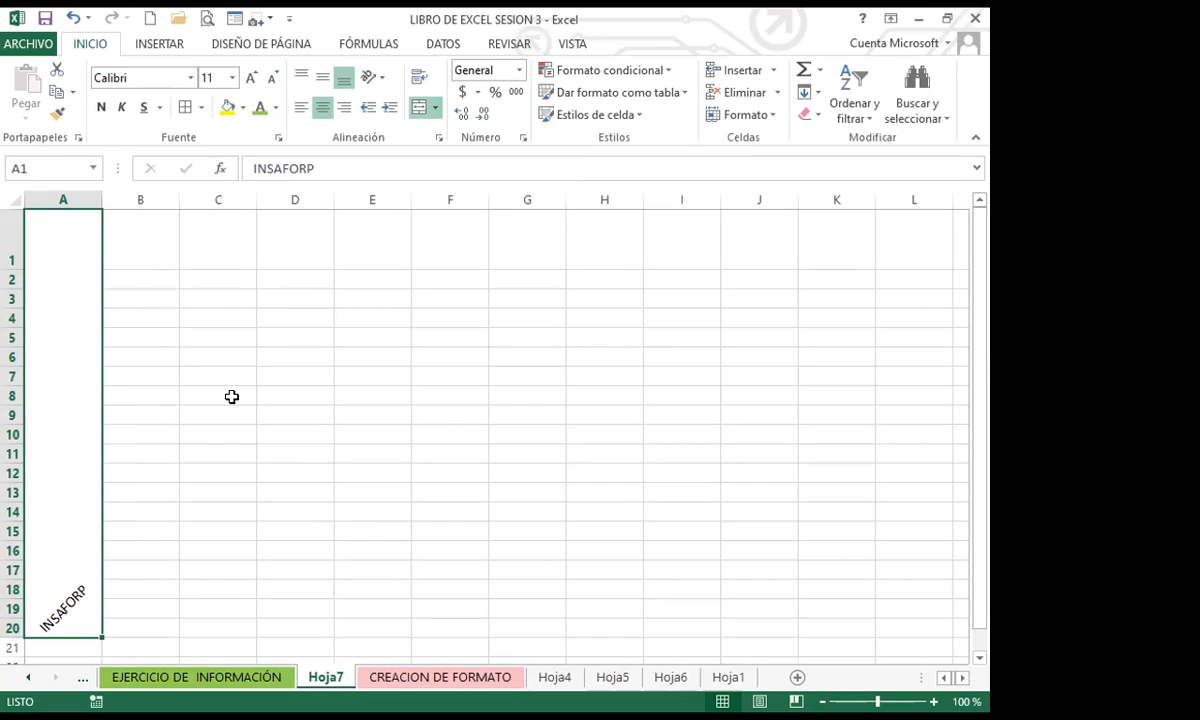 LIBRO DE EXCEL SESION 3 - Excel
?
ARCHIVO INICIO INSERTAR DISEÑO DE PÁGINA FÓRMULAS DATOS REVISAR VISTA Cuenta Microsoft
Pegar
Calibri 11
N K S
A A
General
$ % 000
Formato condicional
Dar formato como tabla
Estilos de celda
Insertar
Eliminar
Formato
Ordenar y filtrar
Buscar y seleccionar
Portapapeles Fuente Alineación Número Estilos Celdas Modificar
A1 fx INSAFORP
A B C D E F G H I J K L
1
2
3
4
5
6
7
8
9
10
11
12
13
14
15
16
17
18
19
20
21
INSAFORP
... EJERCICIO DE INFORMACIÓN Hoja7 CREACION DE FORMATO Hoja4 Hoja5 Hoja6 Hoja1
LISTO 100 %